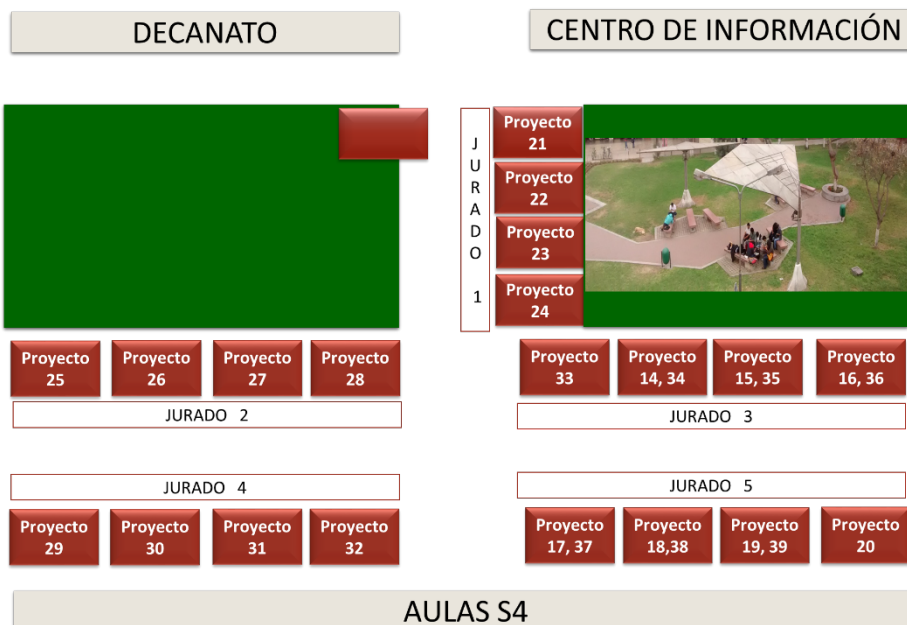 DECANATO
CENTRO DE INFORMACIÓN
JURADO 1
Proyecto
21
Proyecto
22
Proyecto
23
Proyecto
24
Proyecto
25
Proyecto
26
Proyecto
27
Proyecto
28
JURADO 2
Proyecto
33
Proyecto
14, 34
Proyecto
15, 35
Proyecto
16, 36
JURADO 3
JURADO 4
Proyecto
29
Proyecto
30
Proyecto
31
Proyecto
32
JURADO 5
Proyecto
17, 37
Proyecto
18,38
Proyecto
19, 39
Proyecto
20
AULAS S4